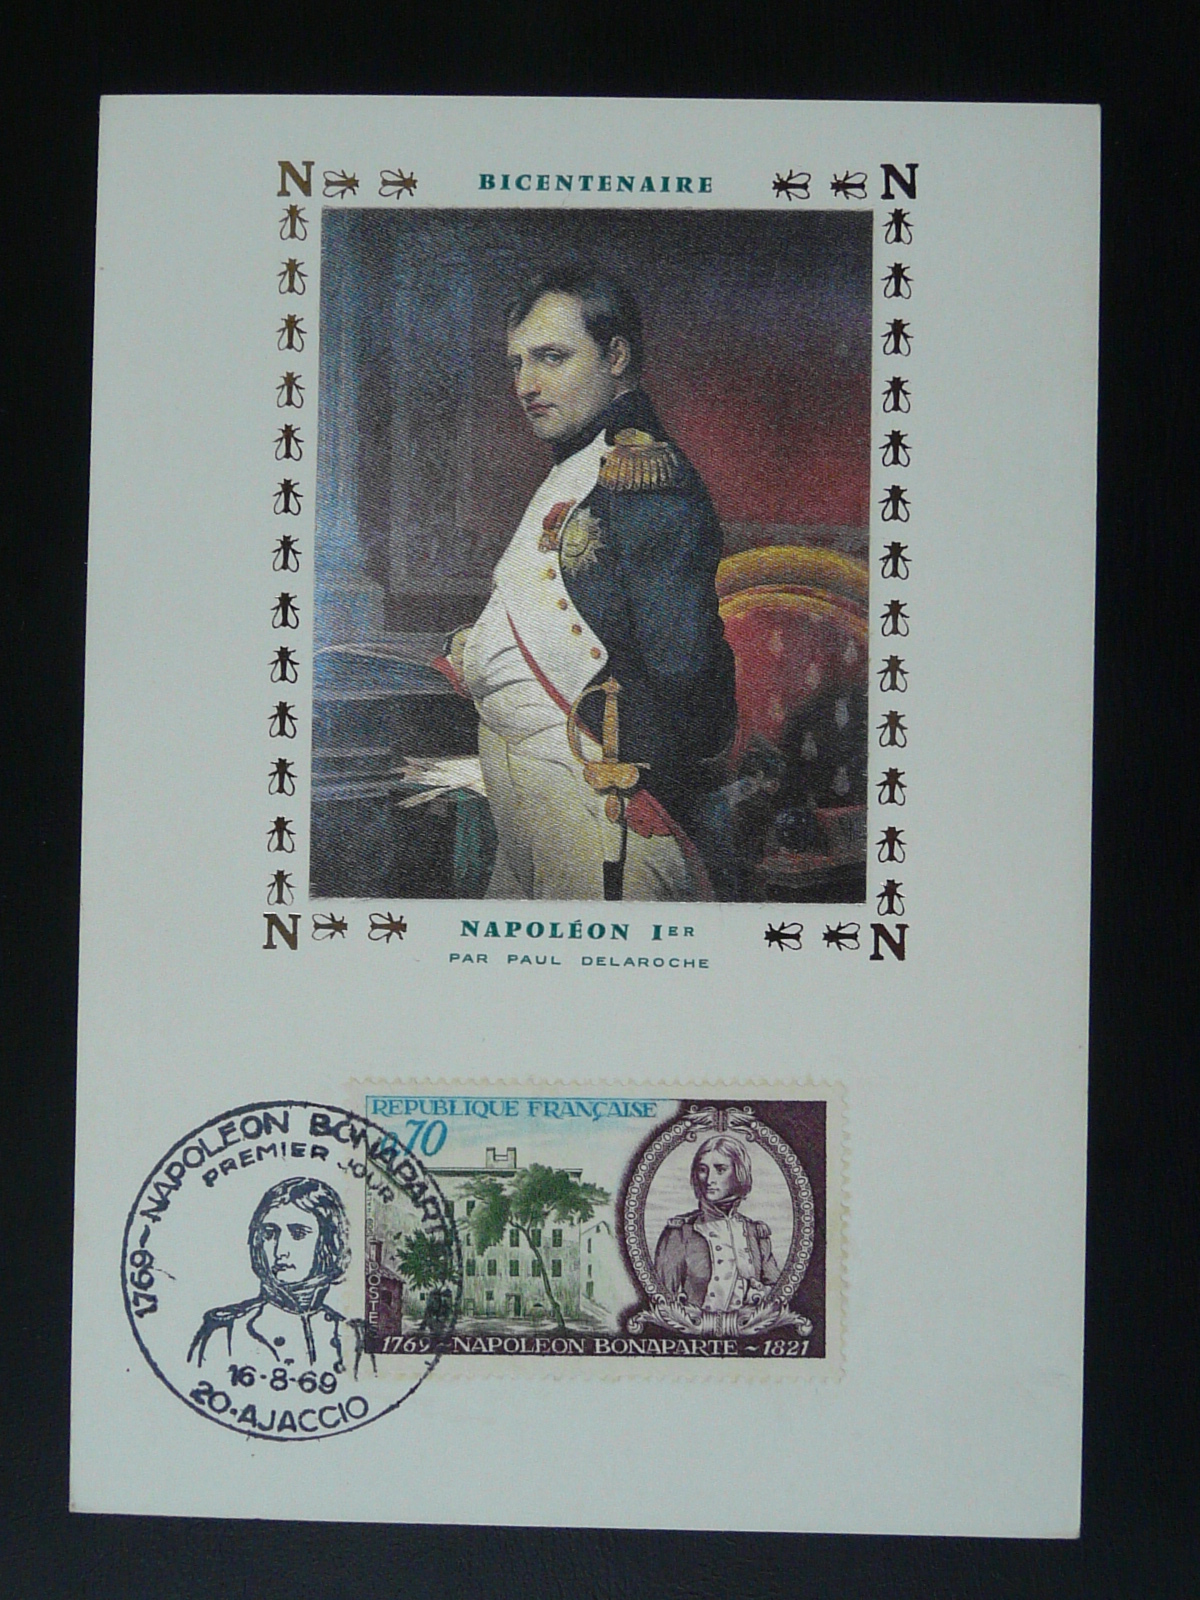 N N
BICENTENAIRE
N N
NAPOLÉON IER
PAR PAUL DELAROCHE
REPUBLIQUE FRANÇAISE
0,70
POSTES
1769 ~ NAPOLEON BONAPARTE ~ 1821
1769~NAPOLEON BONAPARTE
PREMIER JOUR
16-8-69
20·AJACCIO